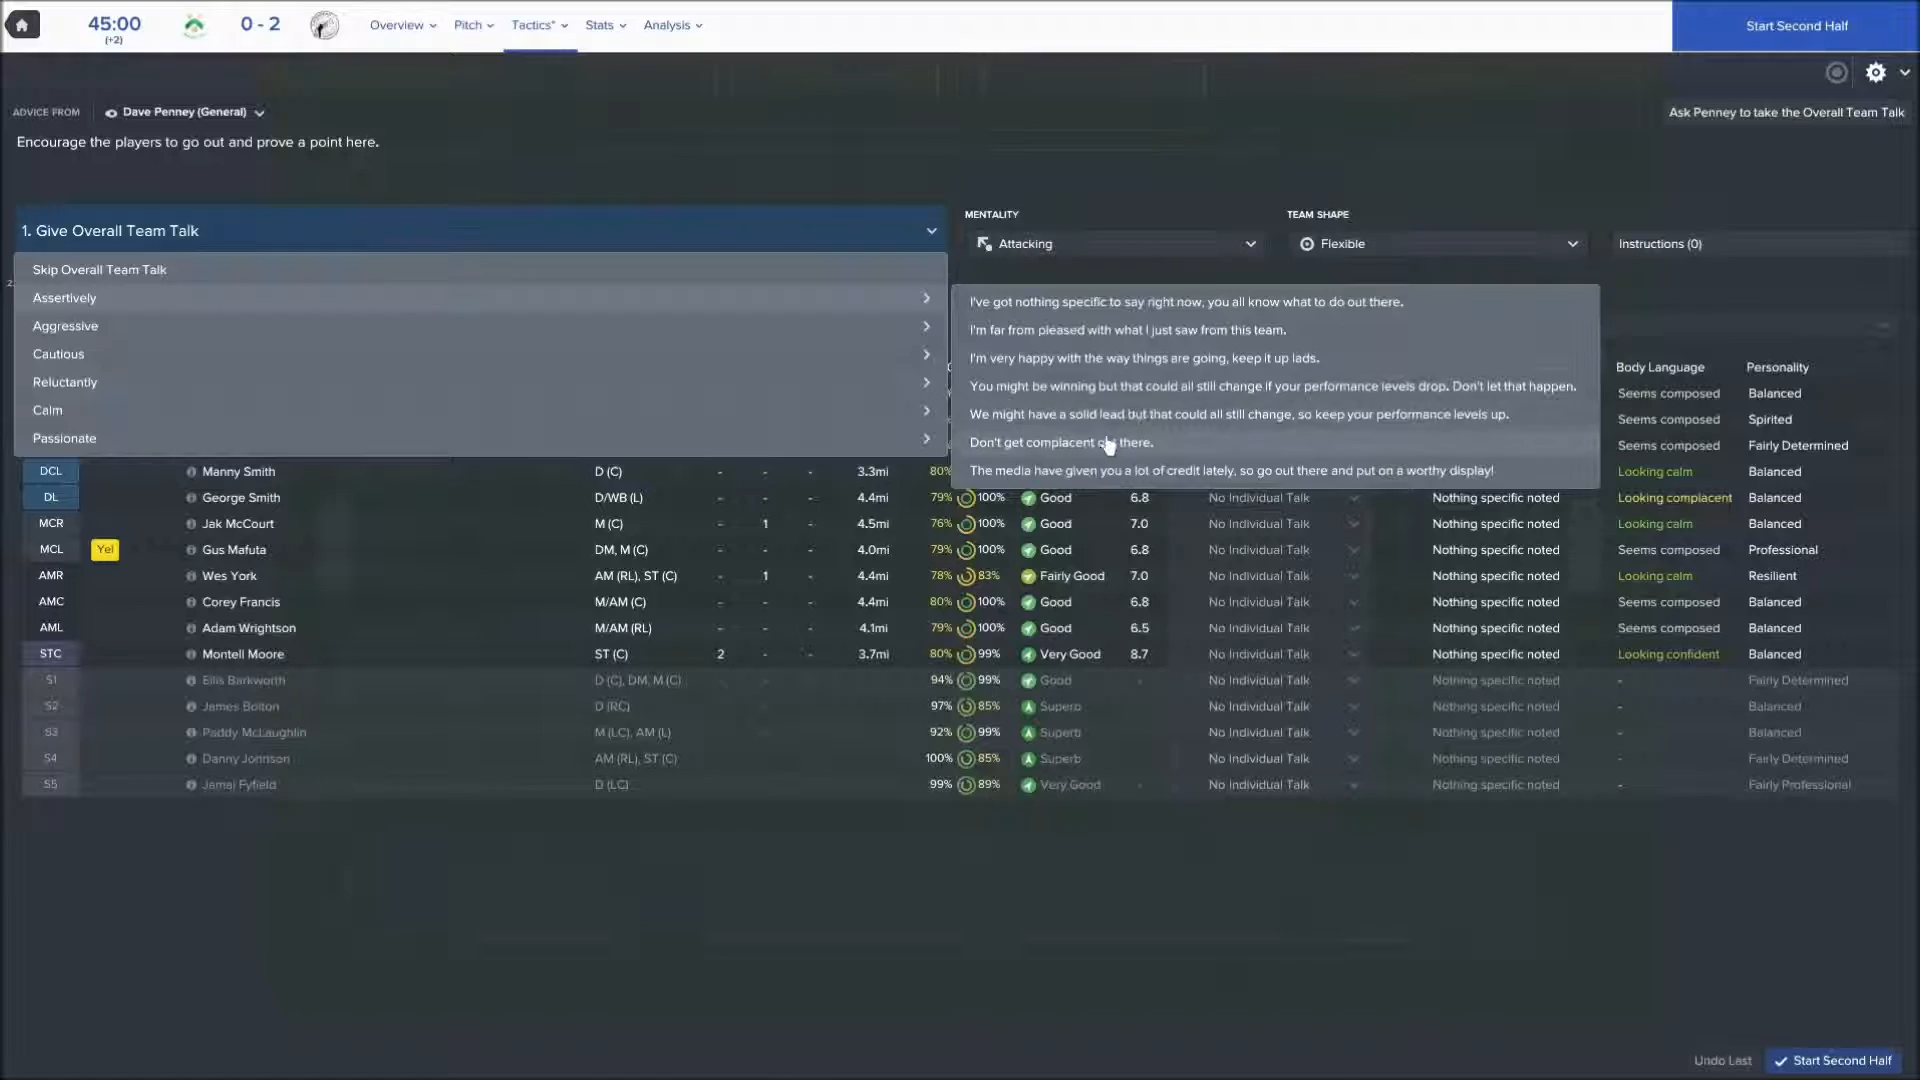 45:00
(+2)
0 - 2
Overview
Pitch
Tactics*
Stats
Analysis
Start Second Half
ADVICE FROM
Dave Penney (General)
Ask Penney to take the Overall Team Talk
Encourage the players to go out and prove a point here.
1. Give Overall Team Talk
MENTALITY
Attacking
TEAM SHAPE
Flexible
Instructions (0)
Skip Overall Team Talk
Assertively
Aggressive
Cautious
Reluctantly
Calm
Passionate
I've got nothing specific to say right now, you all know what to do out there.
I'm far from pleased with what I just saw from this team.
I'm very happy with the way things are going, keep it up lads.
You might be winning but that could all still change if your performance levels drop. Don't let that happen.
We might have a solid lead but that could all still change, so keep your performance levels up.
Don't get complacent out there.
The media have given you a lot of credit lately, so go out there and put on a worthy display!
Body Language Personality
Seems composed Balanced
Seems composed Spirited
Seems composed Fairly Determined
DCL Manny Smith D (C) - - - 3.3mi 80% Looking calm Balanced
DL George Smith D/WB (L) - - - 4.4mi 79% 100% Good 6.8 No Individual Talk Nothing specific noted Looking complacent Balanced
MCR Jak McCourt M (C) - 1 - 4.5mi 76% 100% Good 7.0 No Individual Talk Nothing specific noted Looking calm Balanced
MCL Yel Gus Mafuta DM, M (C) - - - 4.0mi 79% 100% Good 6.8 No Individual Talk Nothing specific noted Seems composed Professional
AMR Wes York AM (RL), ST (C) - 1 - 4.4mi 78% 83% Fairly Good 7.0 No Individual Talk Nothing specific noted Looking calm Resilient
AMC Corey Francis M/AM (C) - - - 4.4mi 80% 100% Good 6.8 No Individual Talk Nothing specific noted Seems composed Balanced
AML Adam Wrightson M/AM (RL) - - - 4.1mi 79% 100% Good 6.5 No Individual Talk Nothing specific noted Seems composed Balanced
STC Montell Moore ST (C) 2 - - 3.7mi 80% 99% Very Good 8.7 No Individual Talk Nothing specific noted Looking confident Balanced
S1 Ellis Barkworth D (C), DM, M (C) 94% 99% Good - No Individual Talk Nothing specific noted - Fairly Determined
S2 James Bolton D (RC) 97% 85% Superb No Individual Talk Nothing specific noted - Balanced
S3 Paddy McLaughlin M (LC), AM (L) 92% 99% Superb No Individual Talk Nothing specific noted - Balanced
S4 Danny Johnson AM (RL), ST (C) 100% 85% Superb No Individual Talk Nothing specific noted - Fairly Determined
S5 Jamal Fyfield D (LC) 99% 89% Very Good - No Individual Talk Nothing specific noted - Fairly Professional
Undo Last
Start Second Half